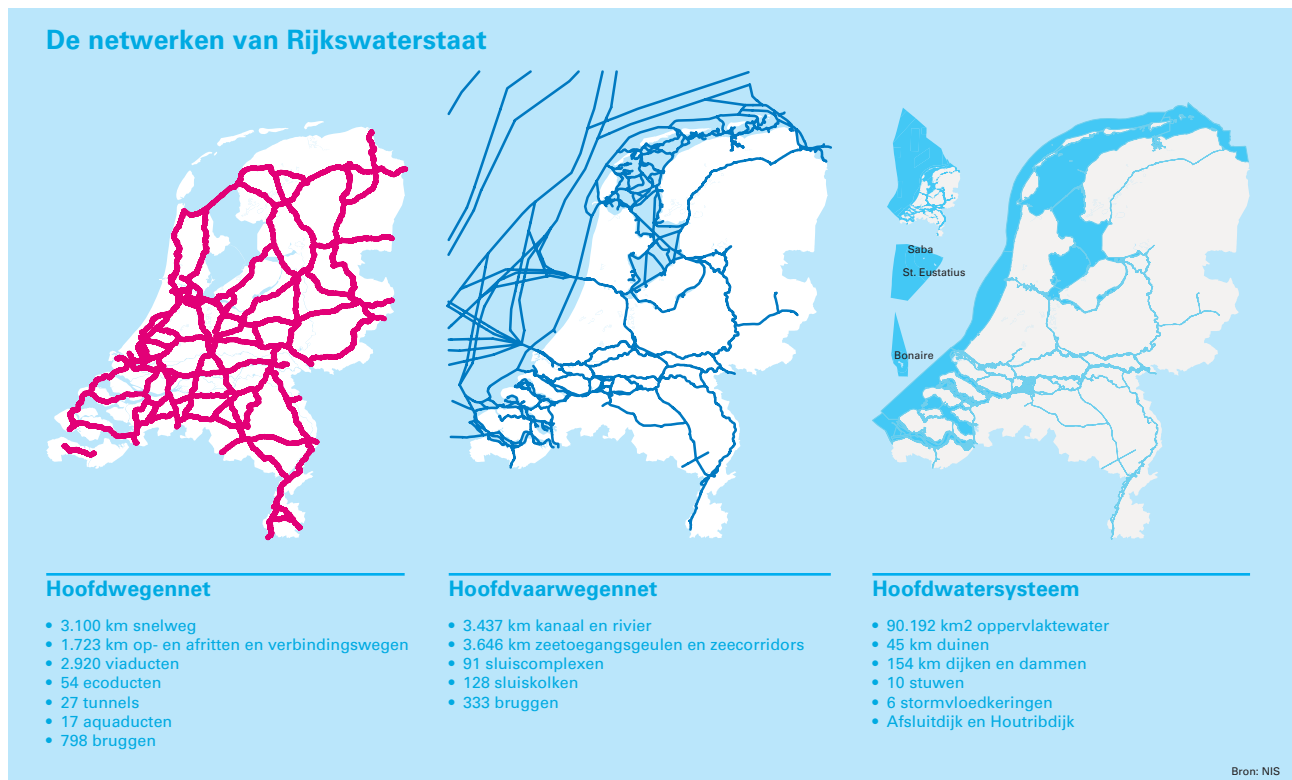 De netwerken van Rijkswaterstaat
Saba
St. Eustatius
Bonaire
Hoofdwegennet
• 3.100 km snelweg
• 1.723 km op- en afritten en verbindingswegen
• 2.920 viaducten
• 54 ecoducten
• 27 tunnels
• 17 aquaducten
• 798 bruggen
Hoofdvaarwegennet
• 3.437 km kanaal en rivier
• 3.646 km zeetoegangsgeulen en zeecorridors
• 91 sluiscomplexen
• 128 sluiskolken
• 333 bruggen
Hoofdwatersysteem
• 90.192 km2 oppervlaktewater
• 45 km duinen
• 154 km dijken en dammen
• 10 stuwen
• 6 stormvloedkeringen
• Afsluitdijk en Houtribdijk
Bron: NIS